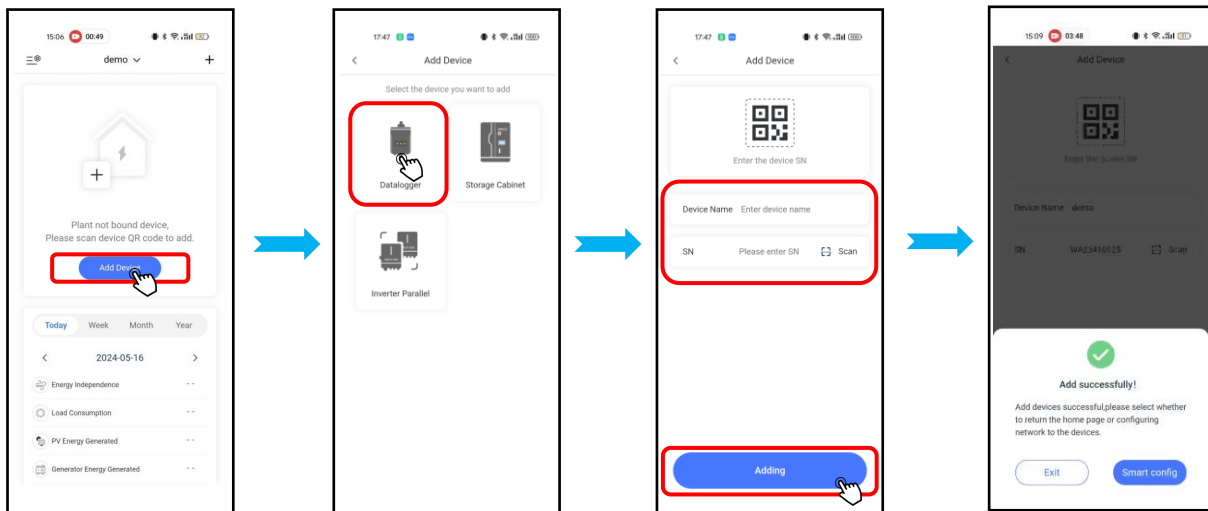 15:06 00:49
demo
Plant not bound device,
Please scan device QR code to add.
Add Device
Today Week Month Year
2024-05-16
Energy Independence --
Load Consumption --
PV Energy Generated --
Generator Energy Generated --
17:47
Add Device
Select the device you want to add
Datalogger Storage Cabinet
Inverter Parallel
17:47
Add Device
Enter the device SN
Device Name Enter device name
SN Please enter SN Scan
Adding
15:09 03:48
Add Device
Enter the device SN
Device Name demo
SN Scan
Add successfully!
Add devices successful,please select whether
to return the home page or configuring
network to the devices.
Exit Smart config